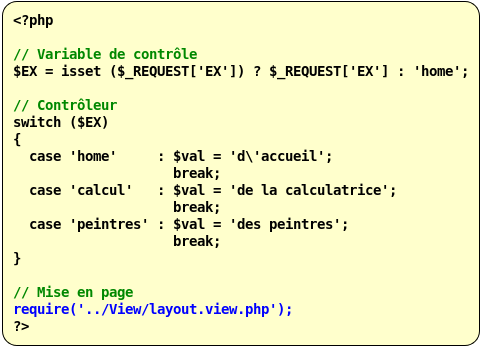 <?php
// Variable de contrôle
$EX = isset ($_REQUEST['EX']) ? $_REQUEST['EX'] : 'home';
// Contrôleur
switch ($EX)
{
  case 'home'     : $val = 'd\'accueil';
                    break;
  case 'calcul'   : $val = 'de la calculatrice';
                    break;
  case 'peintres' : $val = 'des peintres';
                    break;
}
// Mise en page
require('../View/layout.view.php');
?>